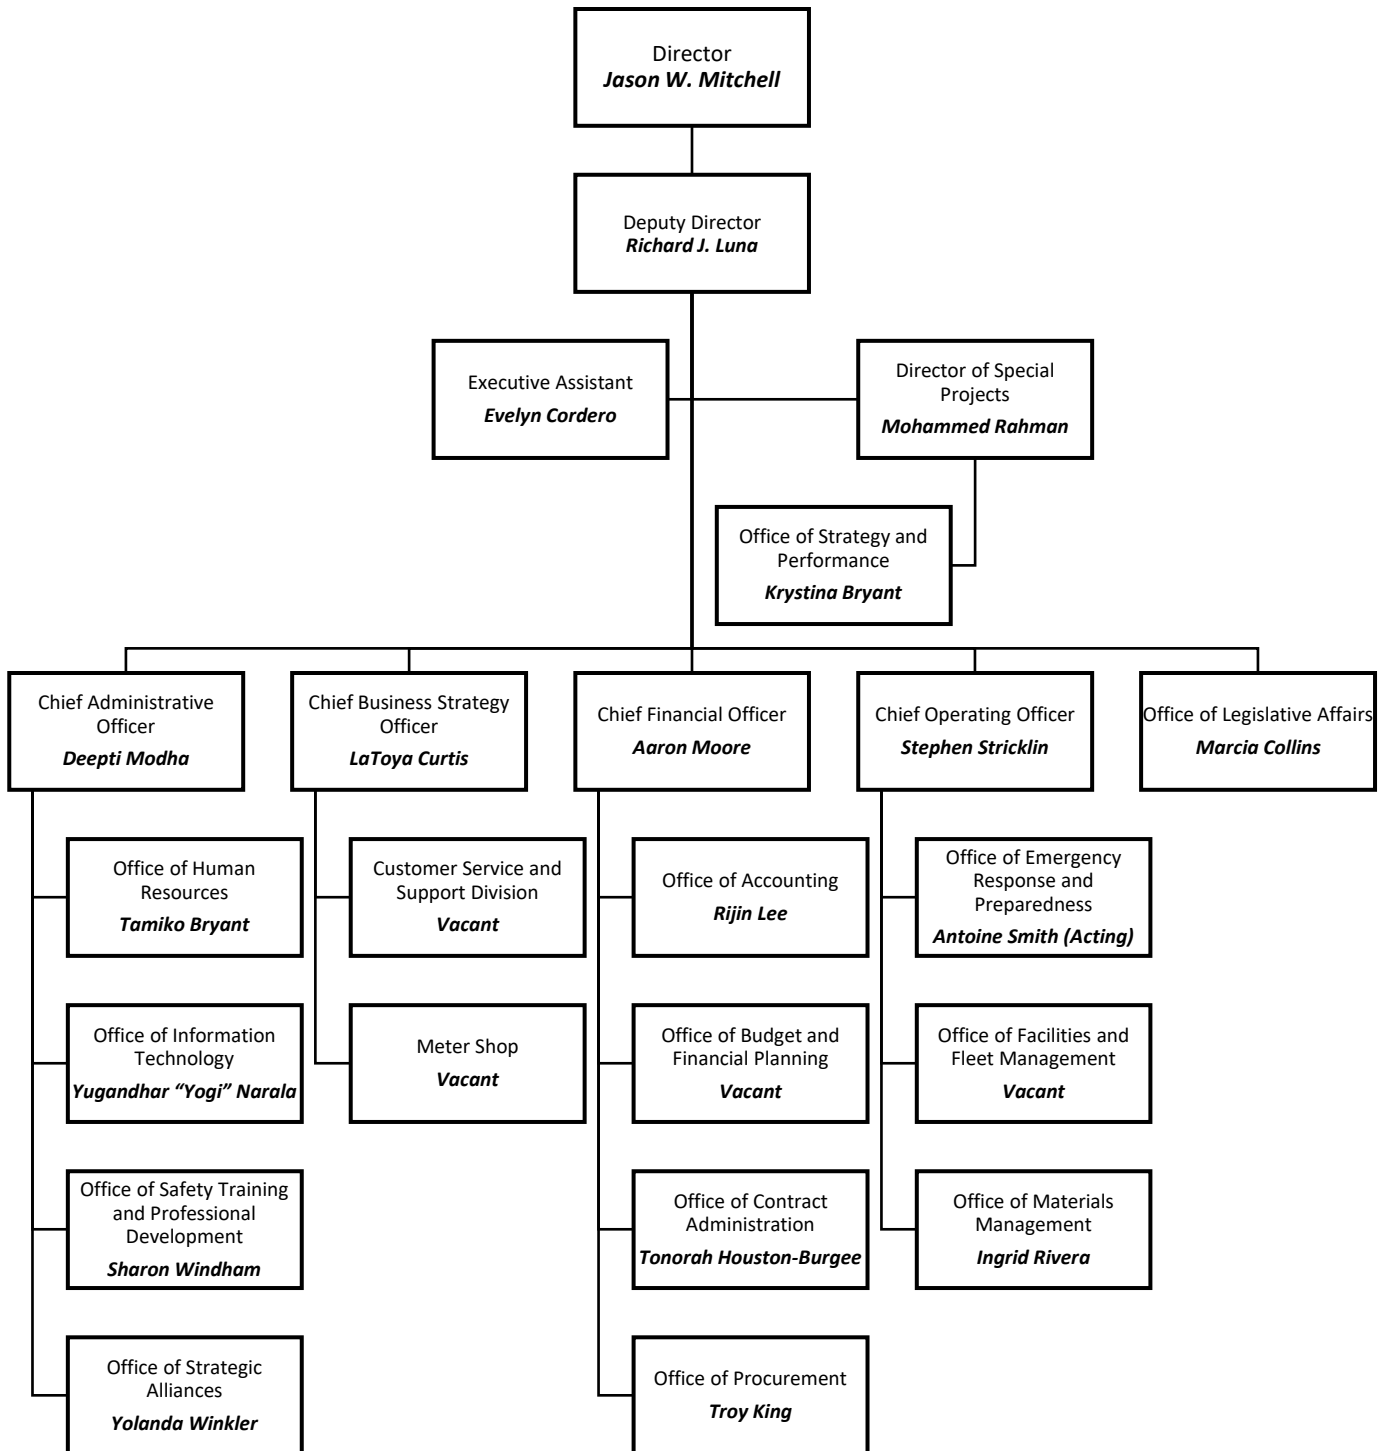 Director
Jason W. Mitchell
Deputy Director
Richard J. Luna
Executive Assistant
Evelyn Cordero
Director of Special
Projects
Mohammed Rahman
Office of Strategy and
Performance
Krystina Bryant
Chief Administrative
Officer
Deepti Modha
Chief Business Strategy
Officer
LaToya Curtis
Chief Financial Officer
Aaron Moore
Chief Operating Officer
Stephen Stricklin
Office of Legislative Affairs
Marcia Collins
Office of Human
Resources
Tamiko Bryant
Office of Information
Technology
Yugandhar “Yogi” Narala
Office of Safety Training
and Professional
Development
Sharon Windham
Office of Strategic
Alliances
Yolanda Winkler
Customer Service and
Support Division
Vacant
Meter Shop
Vacant
Office of Accounting
Rijin Lee
Office of Budget and
Financial Planning
Vacant
Office of Contract
Administration
Tonorah Houston-Burgee
Office of Procurement
Troy King
Office of Emergency
Response and
Preparedness
Antoine Smith (Acting)
Office of Facilities and
Fleet Management
Vacant
Office of Materials
Management
Ingrid Rivera